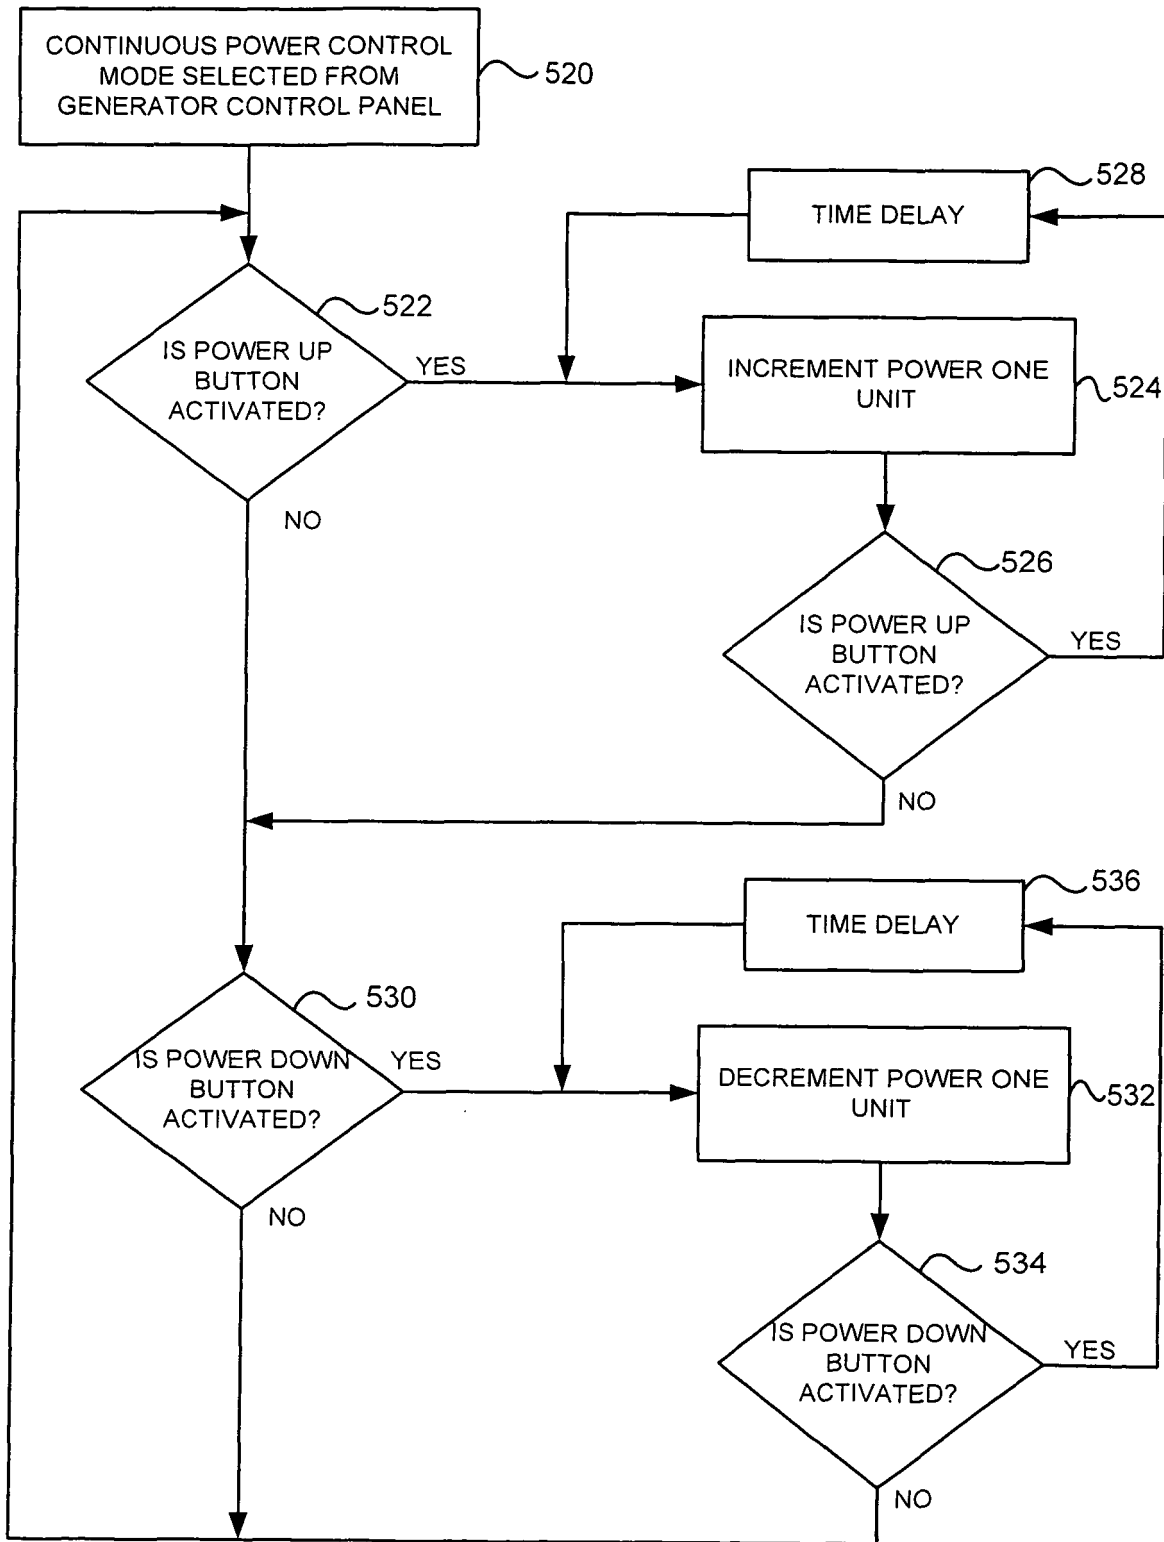 CONTINUOUS POWER CONTROL
MODE SELECTED FROM
GENERATOR CONTROL PANEL
520
528
TIME DELAY
522
IS POWER UP
BUTTON
ACTIVATED?
YES
INCREMENT POWER ONE
UNIT
524
NO
526
IS POWER UP
BUTTON
ACTIVATED?
YES
NO
536
TIME DELAY
530
IS POWER DOWN
BUTTON
ACTIVATED?
YES
DECREMENT POWER ONE
UNIT
532
NO
534
IS POWER DOWN
BUTTON
ACTIVATED?
YES
NO